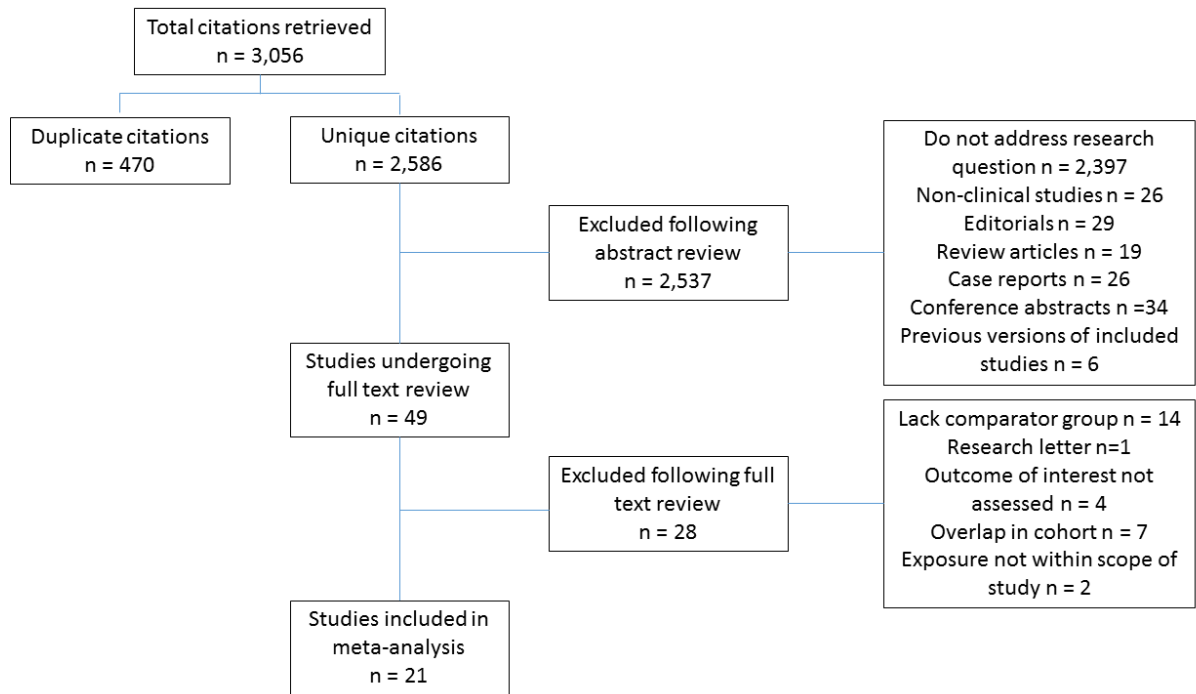 Total citations retrieved
n = 3,056
Duplicate citations
n = 470
Unique citations
n = 2,586
Excluded following
abstract review
n = 2,537
Do not address research
question n = 2,397
Non-clinical studies n = 26
Editorials n = 29
Review articles n = 19
Case reports n = 26
Conference abstracts n =34
Previous versions of included
studies n = 6
Studies undergoing
full text review
n = 49
Excluded following full
text review
n = 28
Lack comparator group n = 14
Research letter n=1
Outcome of interest not
assessed n = 4
Overlap in cohort n = 7
Exposure not within scope of
study n = 2
Studies included in
meta-analysis
n = 21